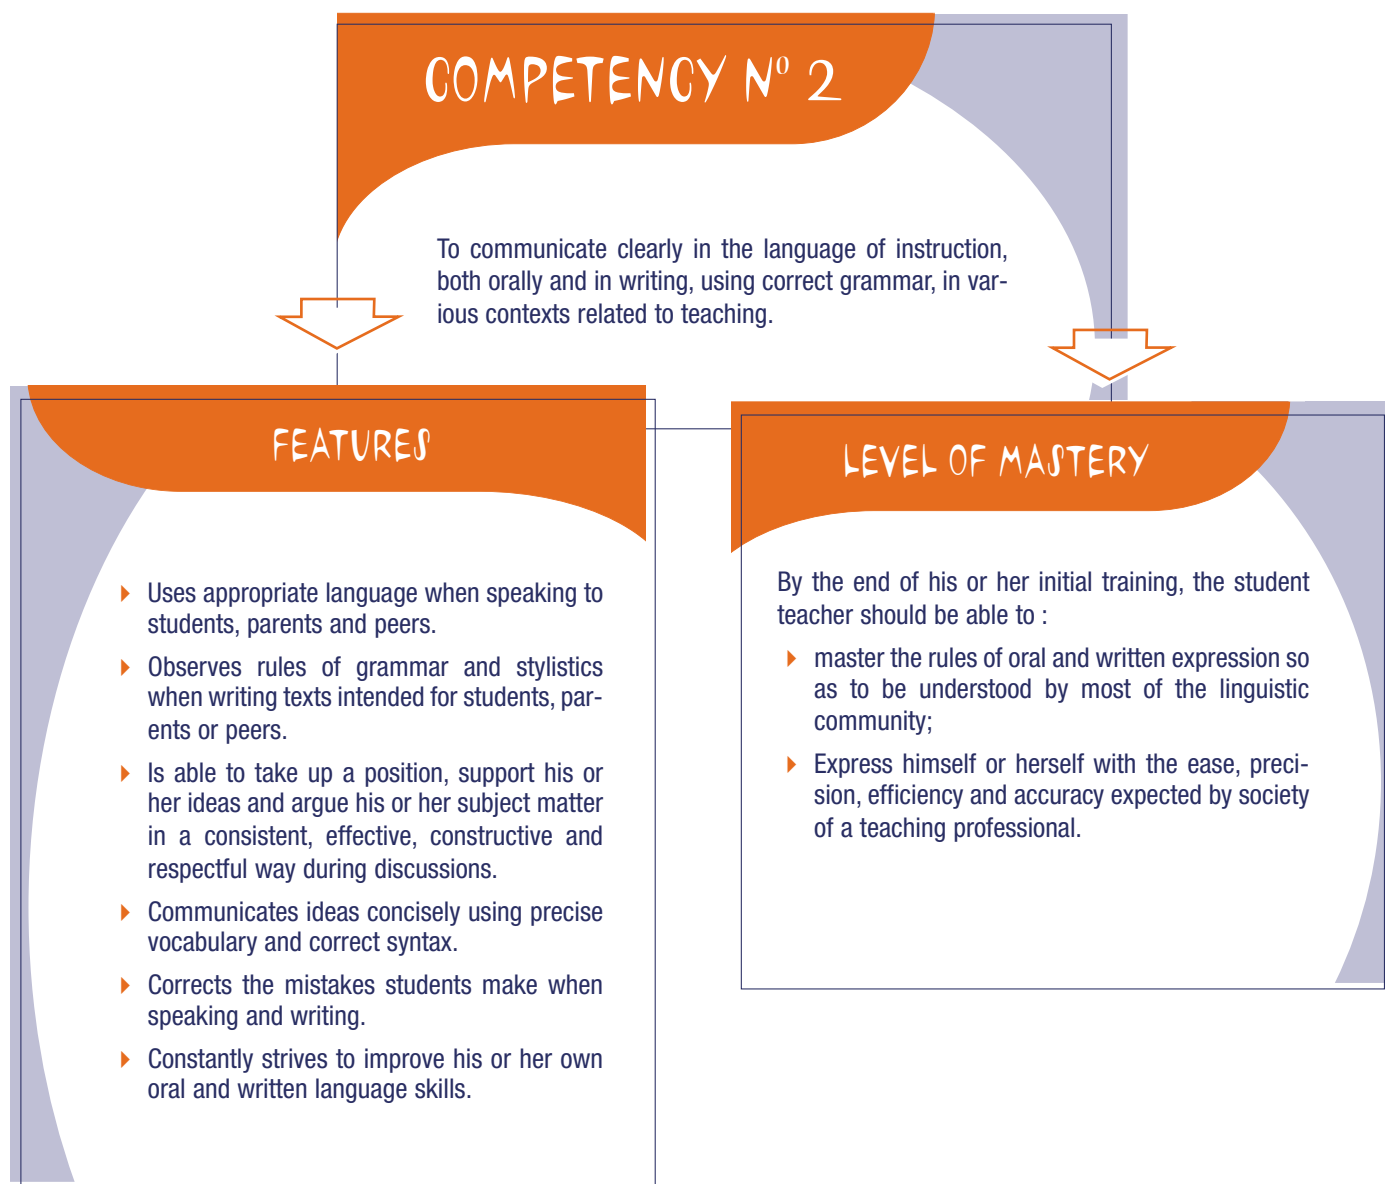 COMPETENCY Nº 2
To communicate clearly in the language of instruction,
both orally and in writing, using correct grammar, in var-
ious contexts related to teaching.
FEATURES
Uses appropriate language when speaking to
students, parents and peers.
Observes rules of grammar and stylistics
when writing texts intended for students, par-
ents or peers.
Is able to take up a position, support his or
her ideas and argue his or her subject matter
in a consistent, effective, constructive and
respectful way during discussions.
Communicates ideas concisely using precise
vocabulary and correct syntax.
Corrects the mistakes students make when
speaking and writing.
Constantly strives to improve his or her own
oral and written language skills.
LEVEL OF MASTERY
By the end of his or her initial training, the student
teacher should be able to :
master the rules of oral and written expression so
as to be understood by most of the linguistic
community;
Express himself or herself with the ease, preci-
sion, efficiency and accuracy expected by society
of a teaching professional.